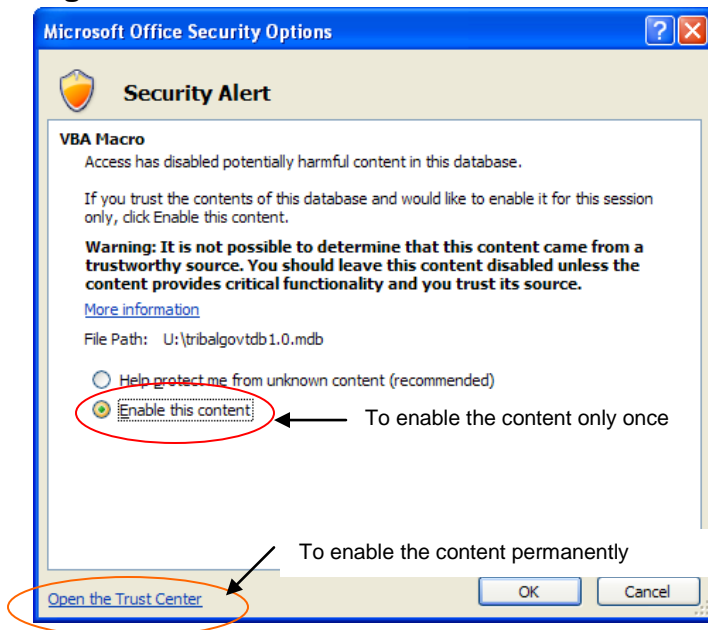 Microsoft Office Security Options
Security Alert
VBA Macro
Access has disabled potentially harmful content in this database.
If you trust the contents of this database and would like to enable it for this session
only, click Enable this content.
Warning: It is not possible to determine that this content came from a
trustworthy source. You should leave this content disabled unless the
content provides critical functionality and you trust its source.
More information
File Path: U:\tribalgovtdb1.0.mdb
Help protect me from unknown content (recommended)
Enable this content
To enable the content only once
To enable the content permanently
Open the Trust Center
OK
Cancel